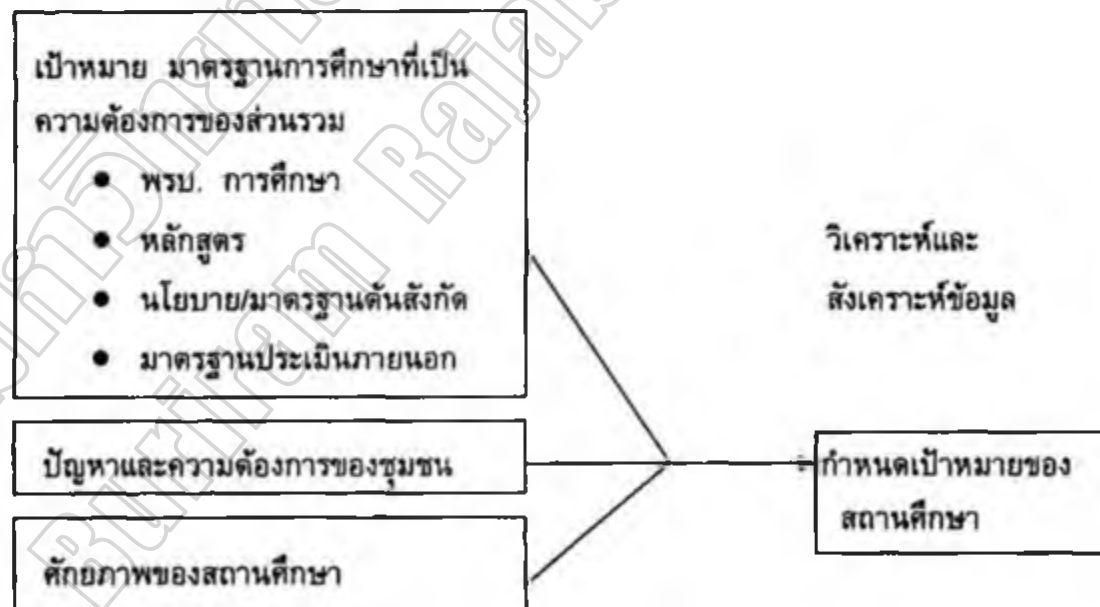 เป้าหมาย มาตรฐานการศึกษาที่เป็น
ความต้องการของส่วนรวม
● พรบ. การศึกษา
● หลักสูตร
● นโยบาย/มาตรฐานต้นสังกัด
● มาตรฐานประเมินภายนอก
ปัญหาและความต้องการของชุมชน
ศักยภาพของสถานศึกษา
วิเคราะห์และ
สังเคราะห์ข้อมูล
กำหนดเป้าหมายของ
สถานศึกษา
Buriram Rajab